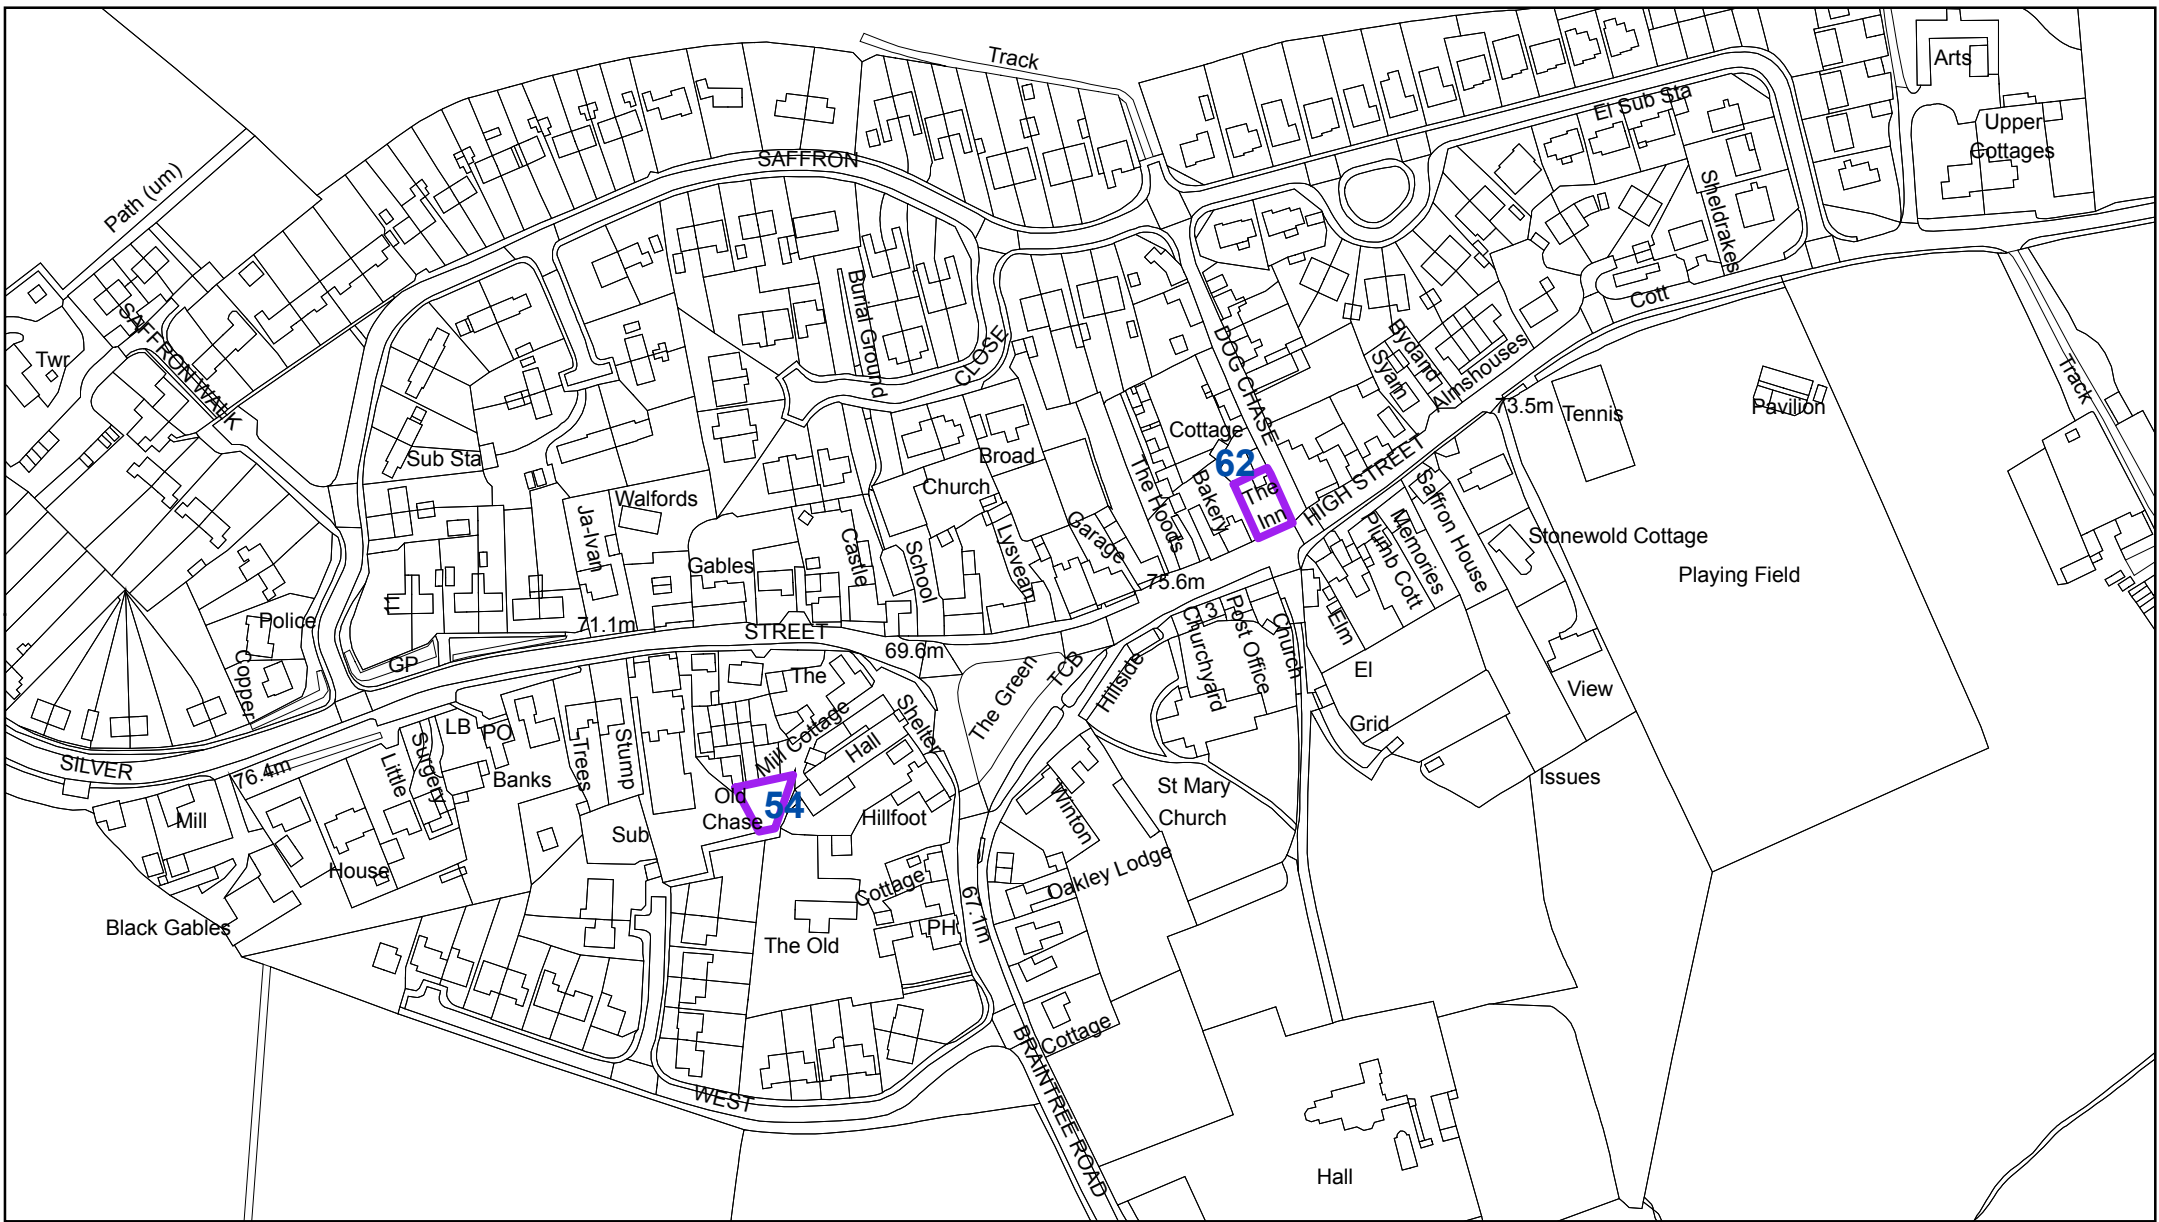 Track
Arts
El Sub Sta
Upper
Cottages
SAFFRON
Path (um)
Sheldrakes
SAFFRON WALK
Burial Ground
Cott
Twr
CLOSE
DOG CHASE
Bydand
Syam
Almshouses
Track
73.5m
Tennis
Pavilion
Cottage
Sub Sta
Broad
62
HIGH STREET
Church
The Hoods
Bakery
The
Inn
Walfords
Ja-Ivan
Saffron House
Memories
Plumb Cott
Garage
Lysvean
Stonewold Cottage
Gables
Castle
School
75.6m
Playing Field
El
3
Post Office
Churchyard
Church
Elm
Police
71.1m
STREET
69.6m
GP
Copper
The
The Green
TCB
Hillside
El
View
LB
PO
Shelter
Grid
Surgery
Little
Trees
Stump
Mill Cottage
Hall
SILVER
76.4m
Banks
Issues
Old
Chase
54
St Mary
Church
Winton
Mill
Sub
Hillfoot
House
Cottage
Oakley Lodge
Black Gables
The Old
PH
67.1m
Cottage
WEST
BRAINTREE ROAD
Hall